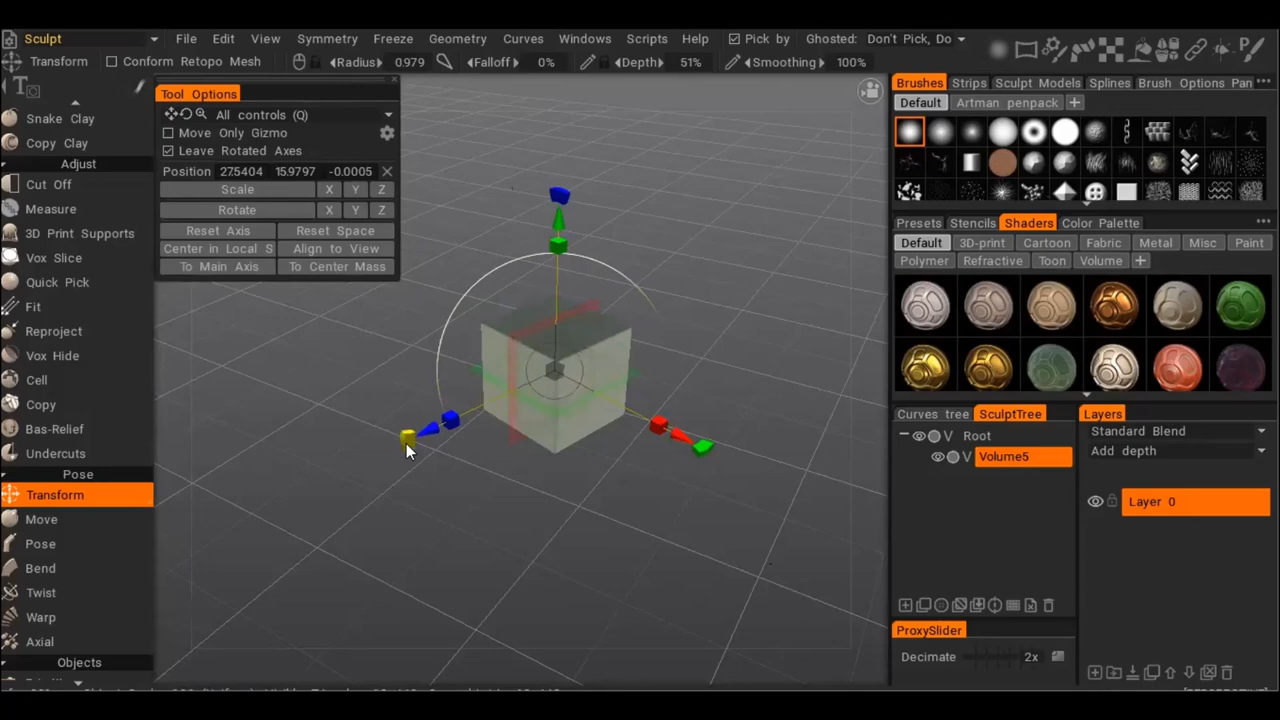 Sculpt File Edit View Symmetry Freeze Geometry Curves Windows Scripts Help Pick by Ghosted: Don't Pick, Do
Transform Conform Retopo Mesh Radius 0.979 Falloff 0% Depth 51% Smoothing 100%
Snake Clay
Copy Clay
Adjust
Cut Off
Measure
3D Print Supports
Vox Slice
Quick Pick
Fit
Reproject
Vox Hide
Cell
Copy
Bas-Relief
Undercuts
Pose
Transform
Move
Pose
Bend
Twist
Warp
Axial
Objects
Tool Options
All controls (Q)
Move Only Gizmo
Leave Rotated Axes
Position 27.5404 15.9797 -0.0005
Scale X Y Z
Rotate X Y Z
Reset Axis Reset Space
Center in Local S Align to View
To Main Axis To Center Mass
Brushes Strips Sculpt Models Splines Brush Options Pan
Default Artman penpack
Presets Stencils Shaders Color Palette
Default 3D-print Cartoon Fabric Metal Misc Paint
Polymer Refractive Toon Volume
Curves tree SculptTree
V Root
V Volume5
ProxySlider
Decimate 2x
Layers
Standard Blend
Add depth
Layer 0